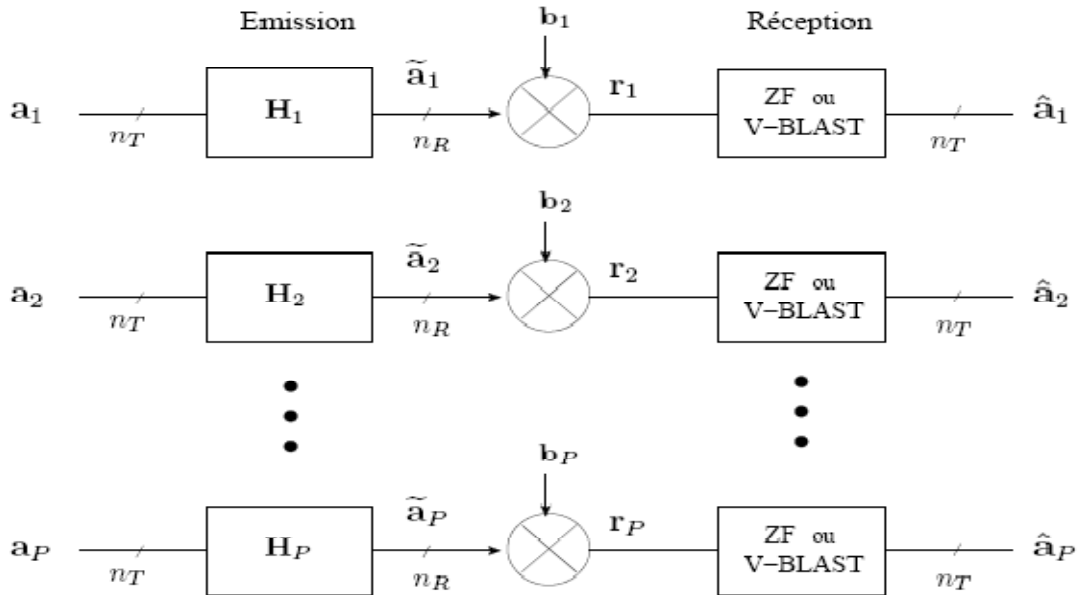 Emission
Réception
b₁
a₁
n_T
H₁
ã₁
n_R
r₁
ZF ou
V−BLAST
n_T
â₁
b₂
a₂
n_T
H₂
ã₂
n_R
r₂
ZF ou
V−BLAST
n_T
â₂
b_P
a_P
n_T
H_P
ã_P
n_R
r_P
ZF ou
V−BLAST
n_T
â_P